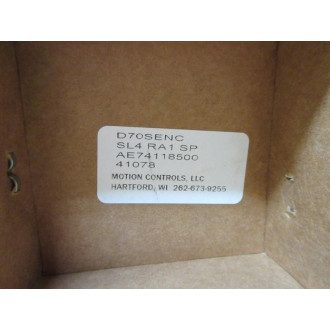 D70SENC
SL4 RA1 SP
AE74118500
41078
MOTION CONTROLS, LLC
HARTFORD, WI 262-673-9255